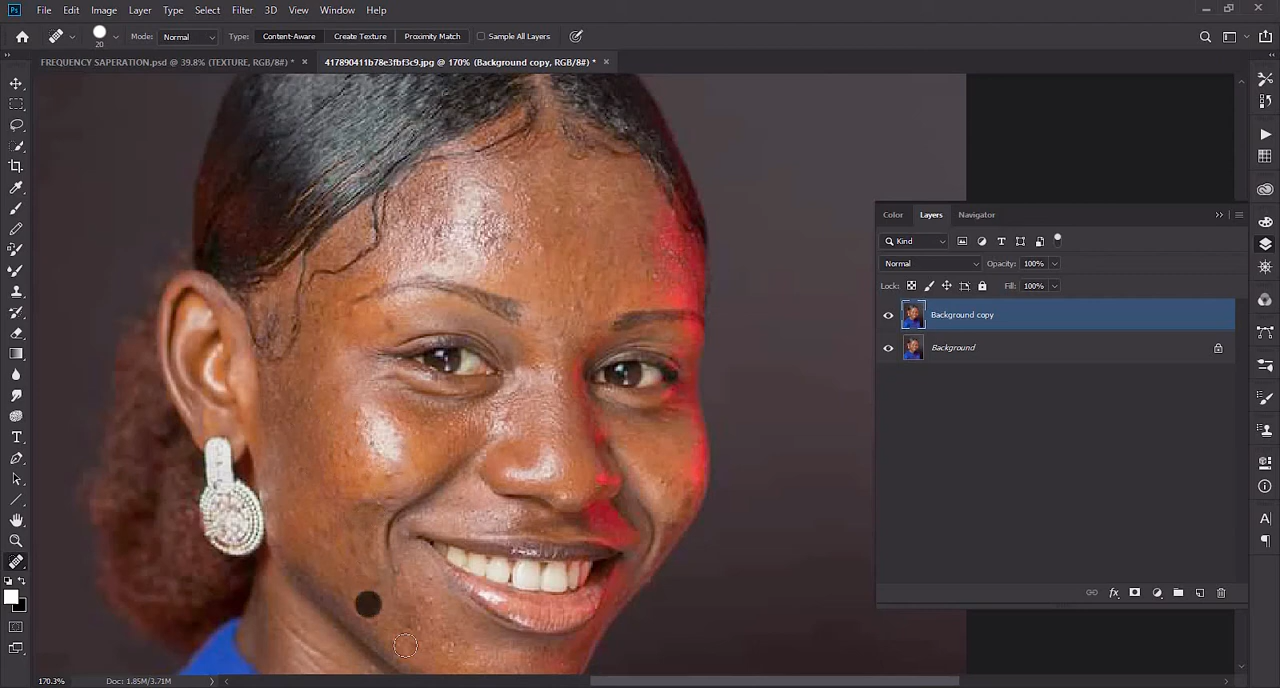 Ps File Edit Image Layer Type Select Filter 3D View Window Help
20 Mode: Normal Type: Content-Aware Create Texture Proximity Match Sample All Layers
FREQUENCY SAPERATION.psd @ 39.8% (TEXTURE, RGB/8#) * × 417890411b78e3fbf3c9.jpg @ 170% (Background copy, RGB/8#) * ×
Color Layers Navigator
Kind
Normal Opacity: 100%
Lock: Fill: 100%
Background copy
Background
170.3% Doc: 1.85M/3.71M